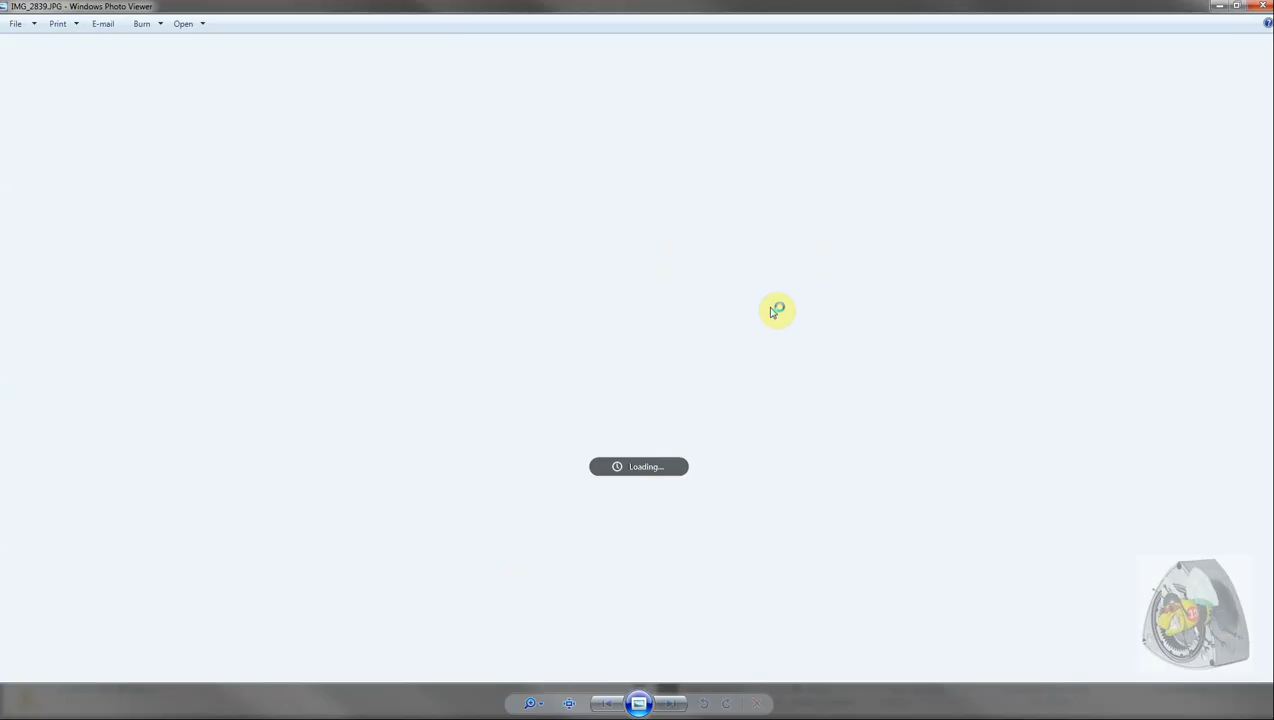 IMG_2839.JPG - Windows Photo Viewer
File Print E-mail Burn Open
Loading...